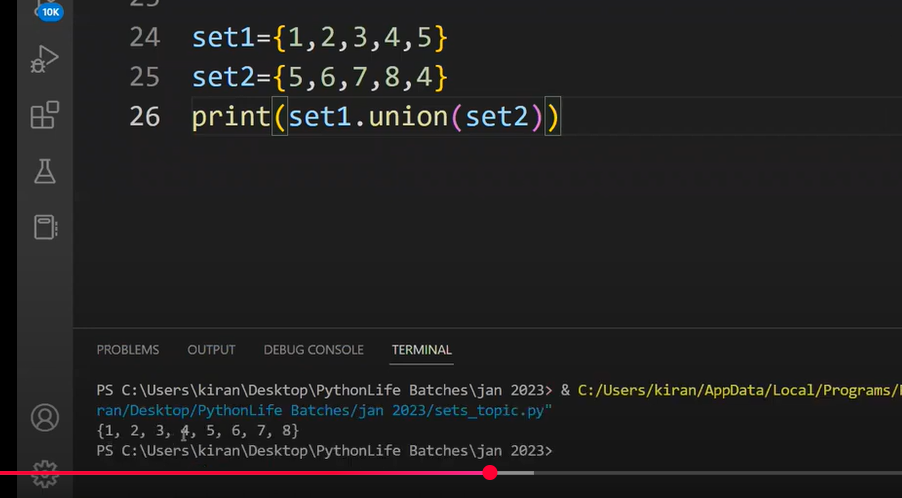 10K
24 set1={1,2,3,4,5}
25 set2={5,6,7,8,4}
26 print(set1.union(set2))
PROBLEMS OUTPUT DEBUG CONSOLE TERMINAL
PS C:\Users\kiran\Desktop\PythonLife Batches\jan 2023> & C:/Users/kiran/AppData/Local/Programs/
ran/Desktop/PythonLife Batches/jan 2023/sets_topic.py"
{1, 2, 3, 4, 5, 6, 7, 8}
PS C:\Users\kiran\Desktop\PythonLife Batches\jan 2023>